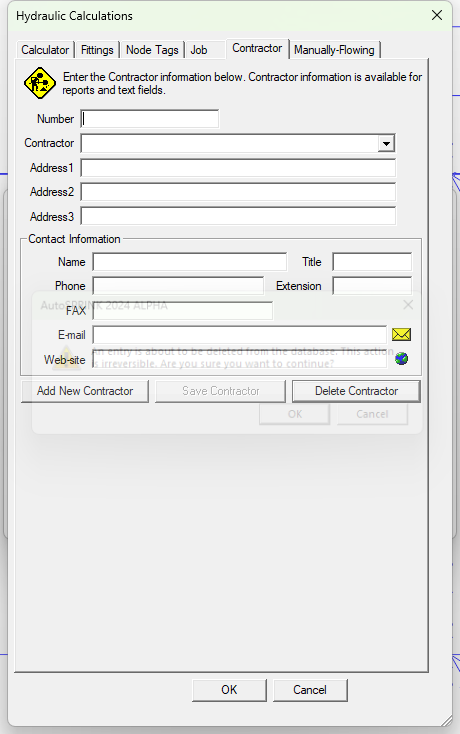 Hydraulic Calculations
Calculator Fittings Node Tags Job Contractor Manually-Flowing
Enter the Contractor information below. Contractor information is available for
reports and text fields.
Number
Contractor
Address1
Address2
Address3
Contact Information
Name Title
Phone Extension
AutoSPRINK 2024 ALPHA
FAX
E-mail
An entry is about to be deleted from the database. This action
Web-site
is irreversible. Are you sure you want to continue?
Add New Contractor Save Contractor Delete Contractor
OK Cancel
OK Cancel